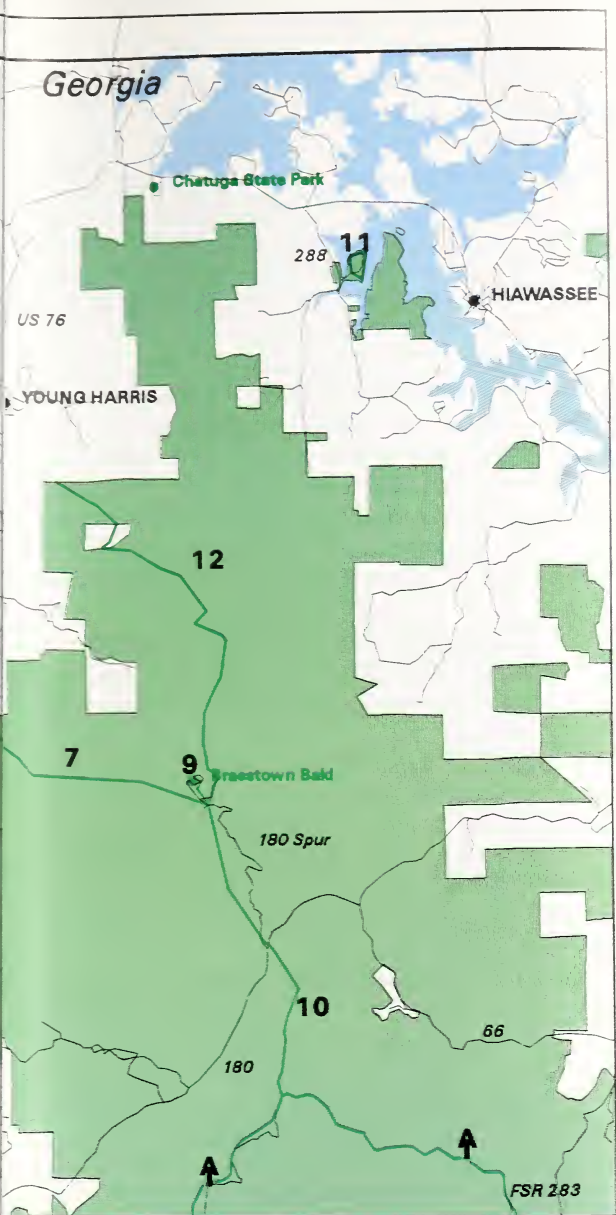 Georgia
Chatuga State Park
288
11
HIAWASSEE
US 76
YOUNG HARRIS
12
7
9
Brasstown Bald
180 Spur
10
66
180
A
A
FSR 283